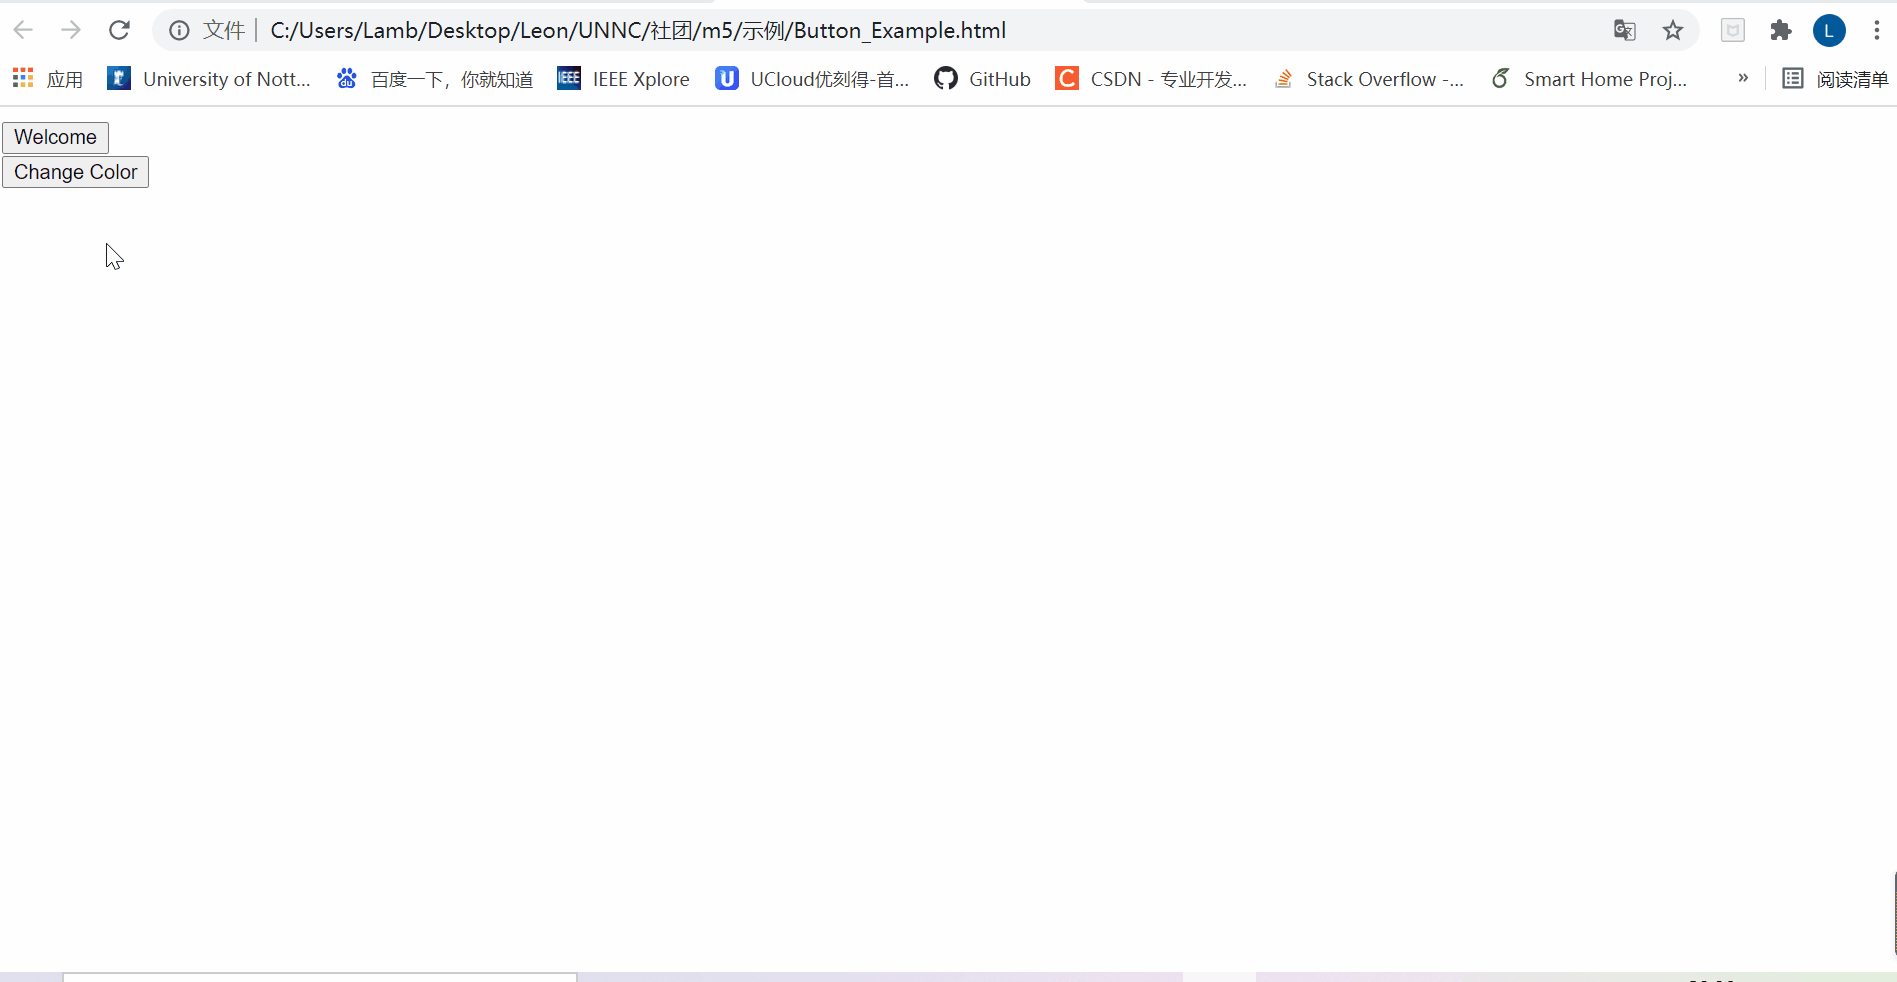 文件 C:/Users/Lamb/Desktop/Leon/UNNC/社团/m5/示例/Button_Example.html L
应用 University of Nott... 百度一下，你就知道 IEEE IEEE Xplore UCloud优刻得-首... GitHub C CSDN - 专业开发... Stack Overflow -... Smart Home Proj... » 阅读清单
Welcome
Change Color